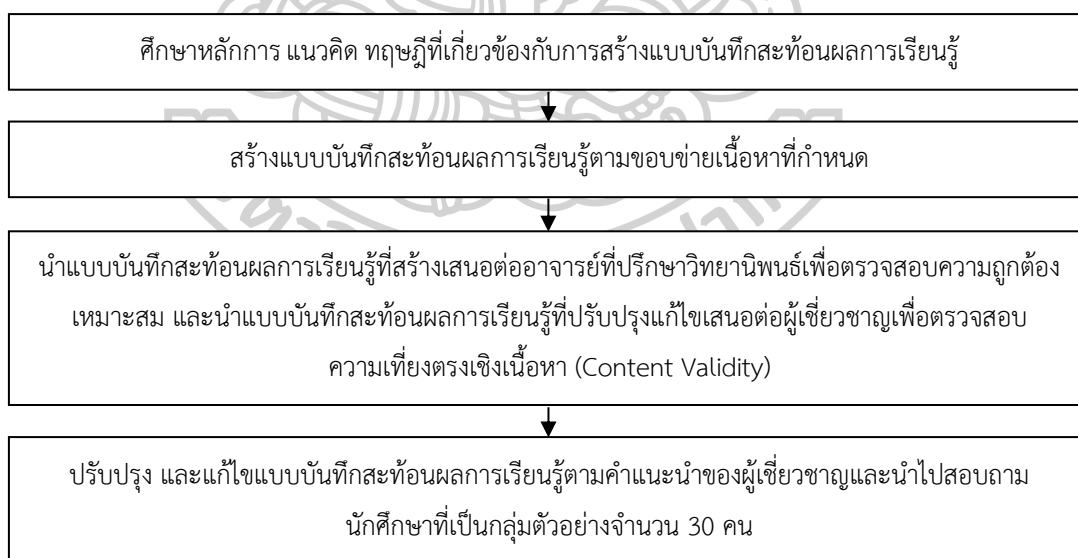 ศึกษาหลักการ แนวคิด ทฤษฎีที่เกี่ยวข้องกับการสร้างแบบบันทึกสะท้อนผลการเรียนรู้
สร้างแบบบันทึกสะท้อนผลการเรียนรู้ตามขอบข่ายเนื้อหาที่กำหนด
นำแบบบันทึกสะท้อนผลการเรียนรู้ที่สร้างเสนอต่ออาจารย์ที่ปรึกษาวิทยานิพนธ์เพื่อตรวจสอบความถูกต้อง
เหมาะสม และนำแบบบันทึกสะท้อนผลการเรียนรู้ที่ปรับปรุงแก้ไขเสนอต่อผู้เชี่ยวชาญเพื่อตรวจสอบ
ความเที่ยงตรงเชิงเนื้อหา (Content Validity)
ปรับปรุง และแก้ไขแบบบันทึกสะท้อนผลการเรียนรู้ตามคำแนะนำของผู้เชี่ยวชาญและนำไปสอบถาม
นักศึกษาที่เป็นกลุ่มตัวอย่างจำนวน 30 คน